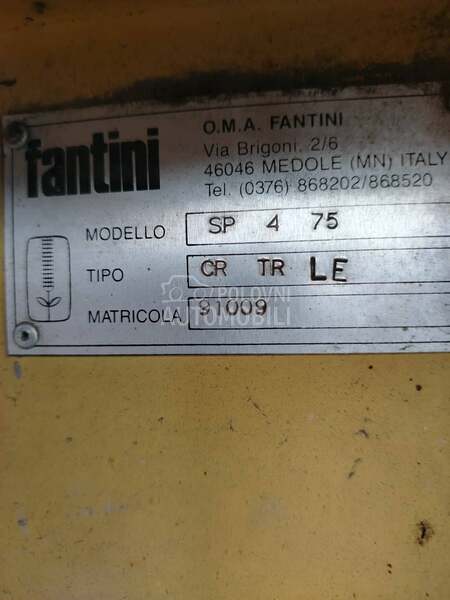 fantini
O.M.A. FANTINI
Via Brigoni, 2/6
46046 MEDOLE (MN) ITALY
Tel. (0376) 868202/868520
MODELLO SP 4 75
TIPO CR TR LE
MATRICOLA 91009
POLOVNI
AUTOMOBILI